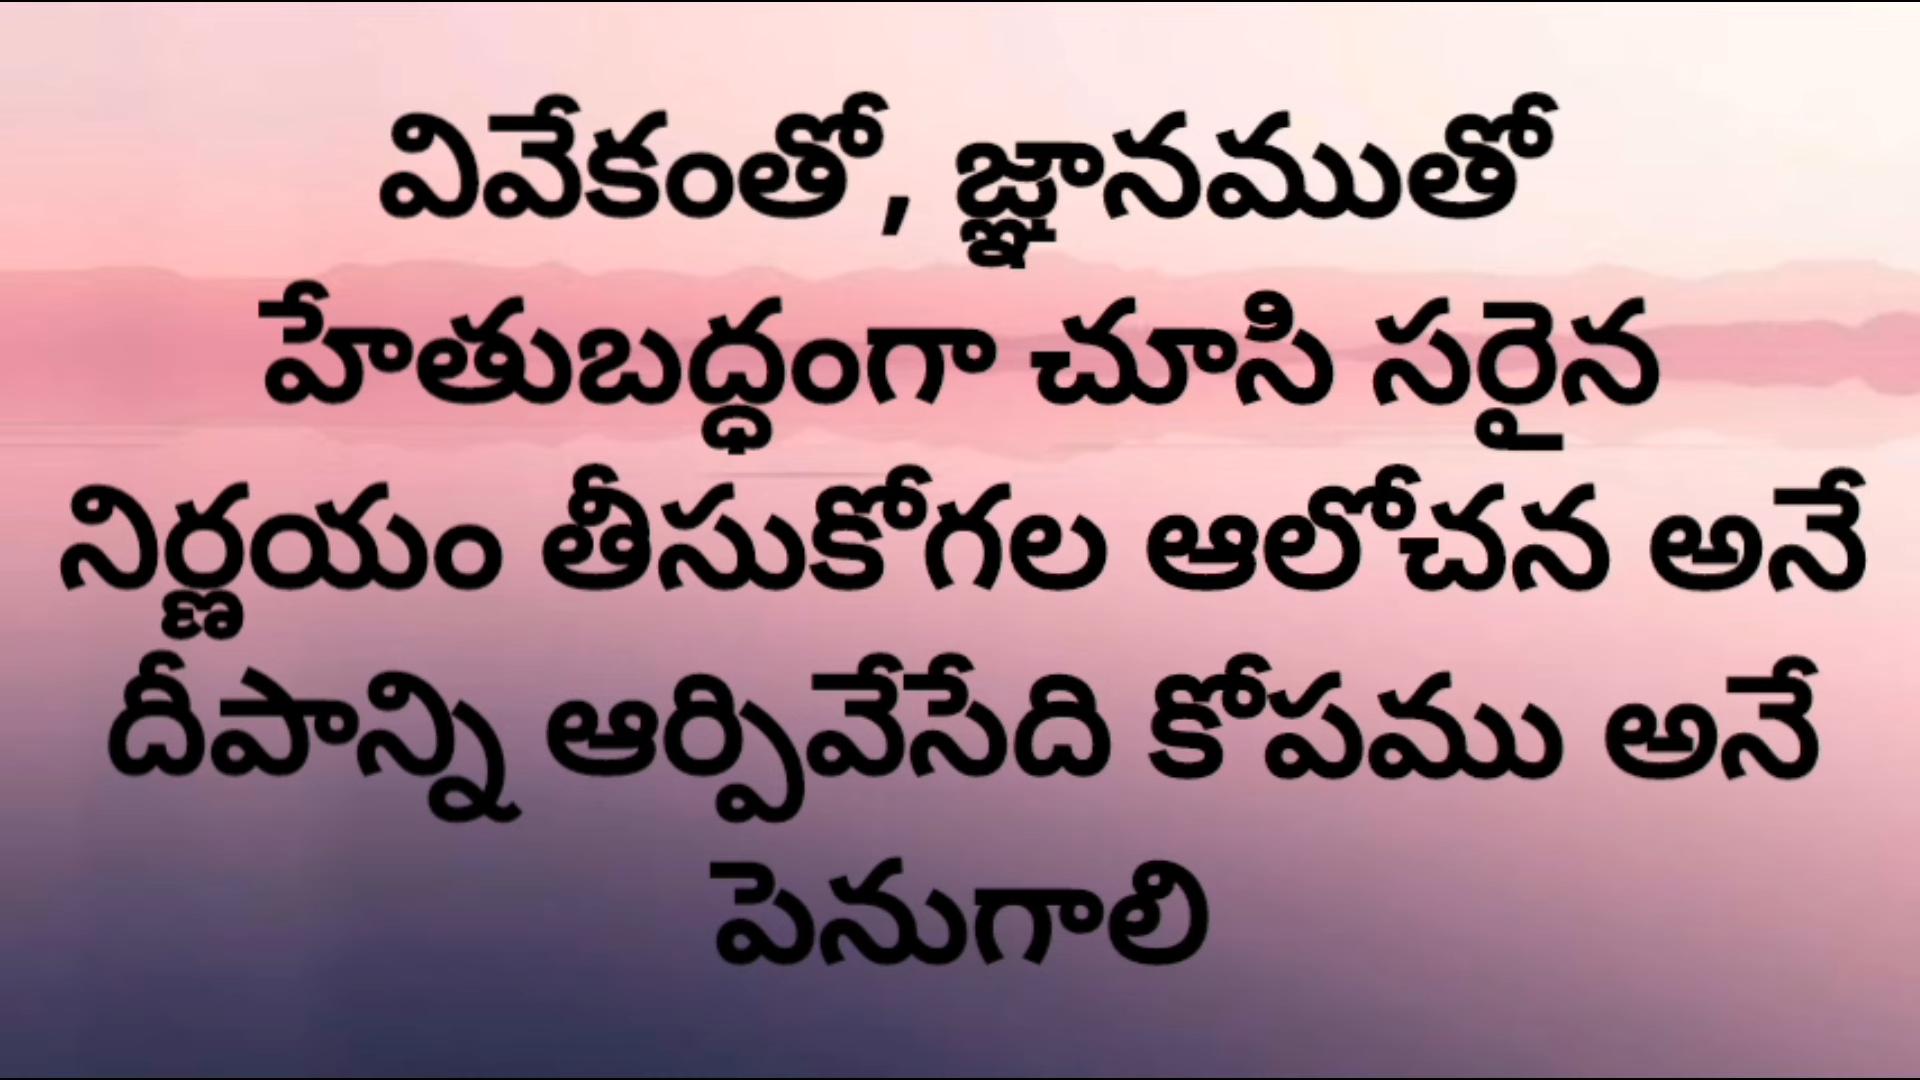 వివేకంతో, జ్ఞానముతో
హేతుబద్ధంగా చూసి సరైన
నిర్ణయం తీసుకోగల ఆలోచన అనే
దీపాన్ని ఆర్పివేసేది కోపము అనే
పెనుగాలి